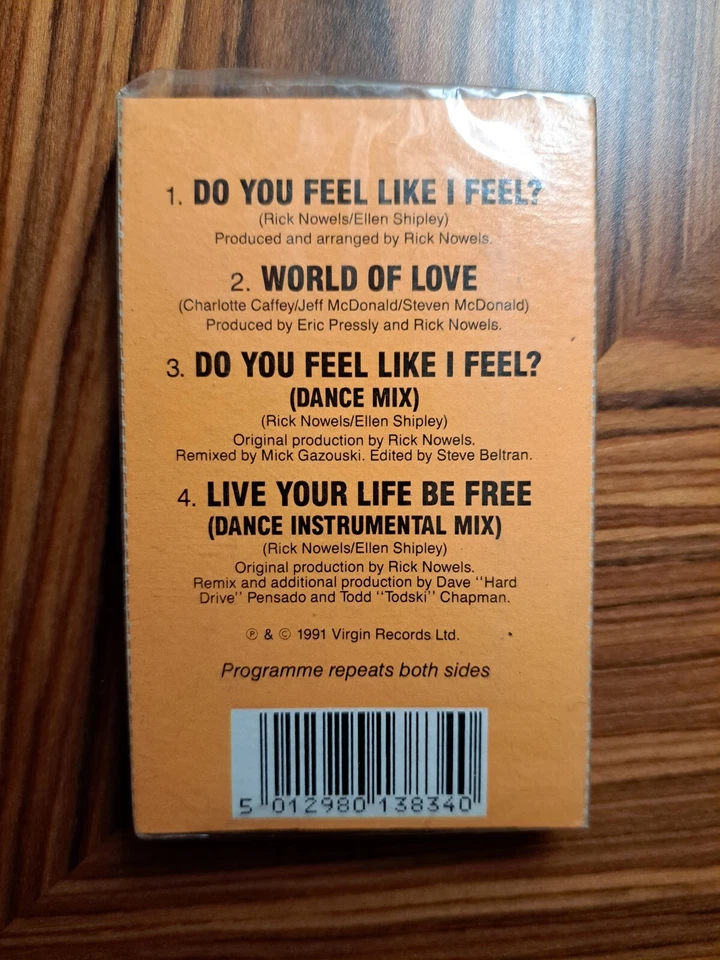 1. DO YOU FEEL LIKE I FEEL?
(Rick Nowels/Ellen Shipley)
Produced and arranged by Rick Nowels.
2. WORLD OF LOVE
(Charlotte Caffey/Jeff McDonald/Steven McDonald)
Produced by Eric Pressly and Rick Nowels.
3. DO YOU FEEL LIKE I FEEL?
(DANCE MIX)
(Rick Nowels/Ellen Shipley)
Original production by Rick Nowels.
Remixed by Mick Gazouski. Edited by Steve Beltran.
4. LIVE YOUR LIFE BE FREE
(DANCE INSTRUMENTAL MIX)
(Rick Nowels/Ellen Shipley)
Original production by Rick Nowels.
Remix and additional production by Dave "Hard
Drive" Pensado and Todd "Todski" Chapman.
℗ & © 1991 Virgin Records Ltd.
Programme repeats both sides
5 012980 138340